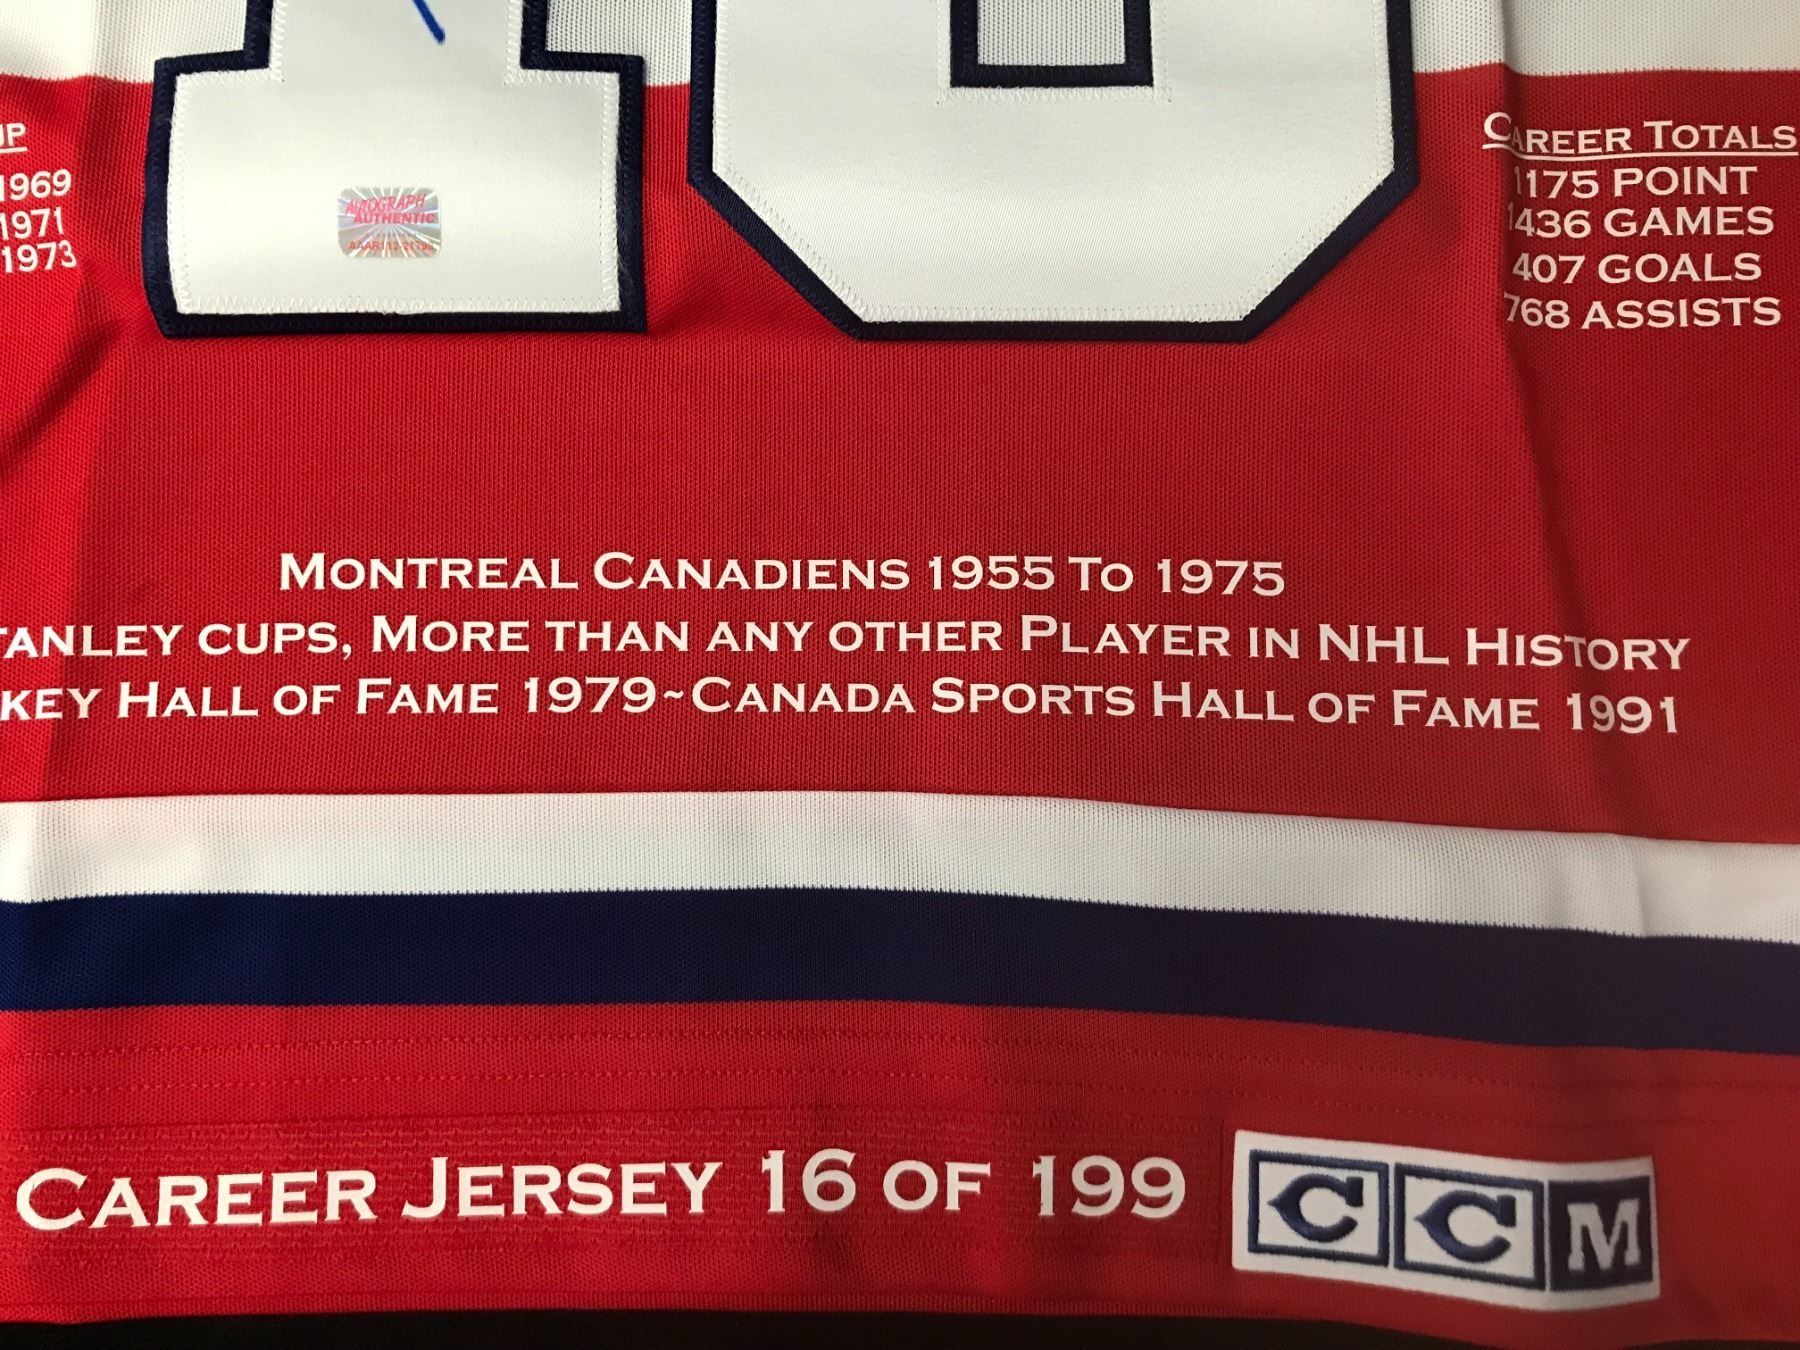 UP
1969
1971
1973
16
AUTOGRAPH
AUTHENTIC
CAREER TOTALS
1175 POINT
1436 GAMES
407 GOALS
768 ASSISTS
MONTREAL CANADIENS 1955 TO 1975
TANLEY CUPS, MORE THAN ANY OTHER PLAYER IN NHL HISTORY
KEY HALL OF FAME 1979~CANADA SPORTS HALL OF FAME 1991
CAREER JERSEY 16 OF 199
CCM